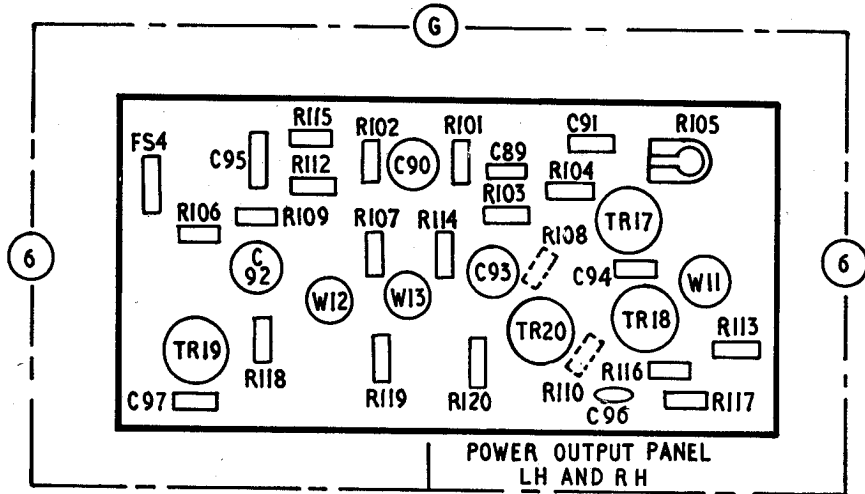 G
R115
R102
R101
C91
R105
FS4
C95
R112
C90
C89
R104
R103
R106
R109
R107
R114
R108
TR17
6
C
92
C93
C94
W11
6
W12
W13
TR19
TR20
TR18
R113
R118
R116
C97
R119
R120
R110
C96
R117
POWER OUTPUT PANEL
LH AND RH